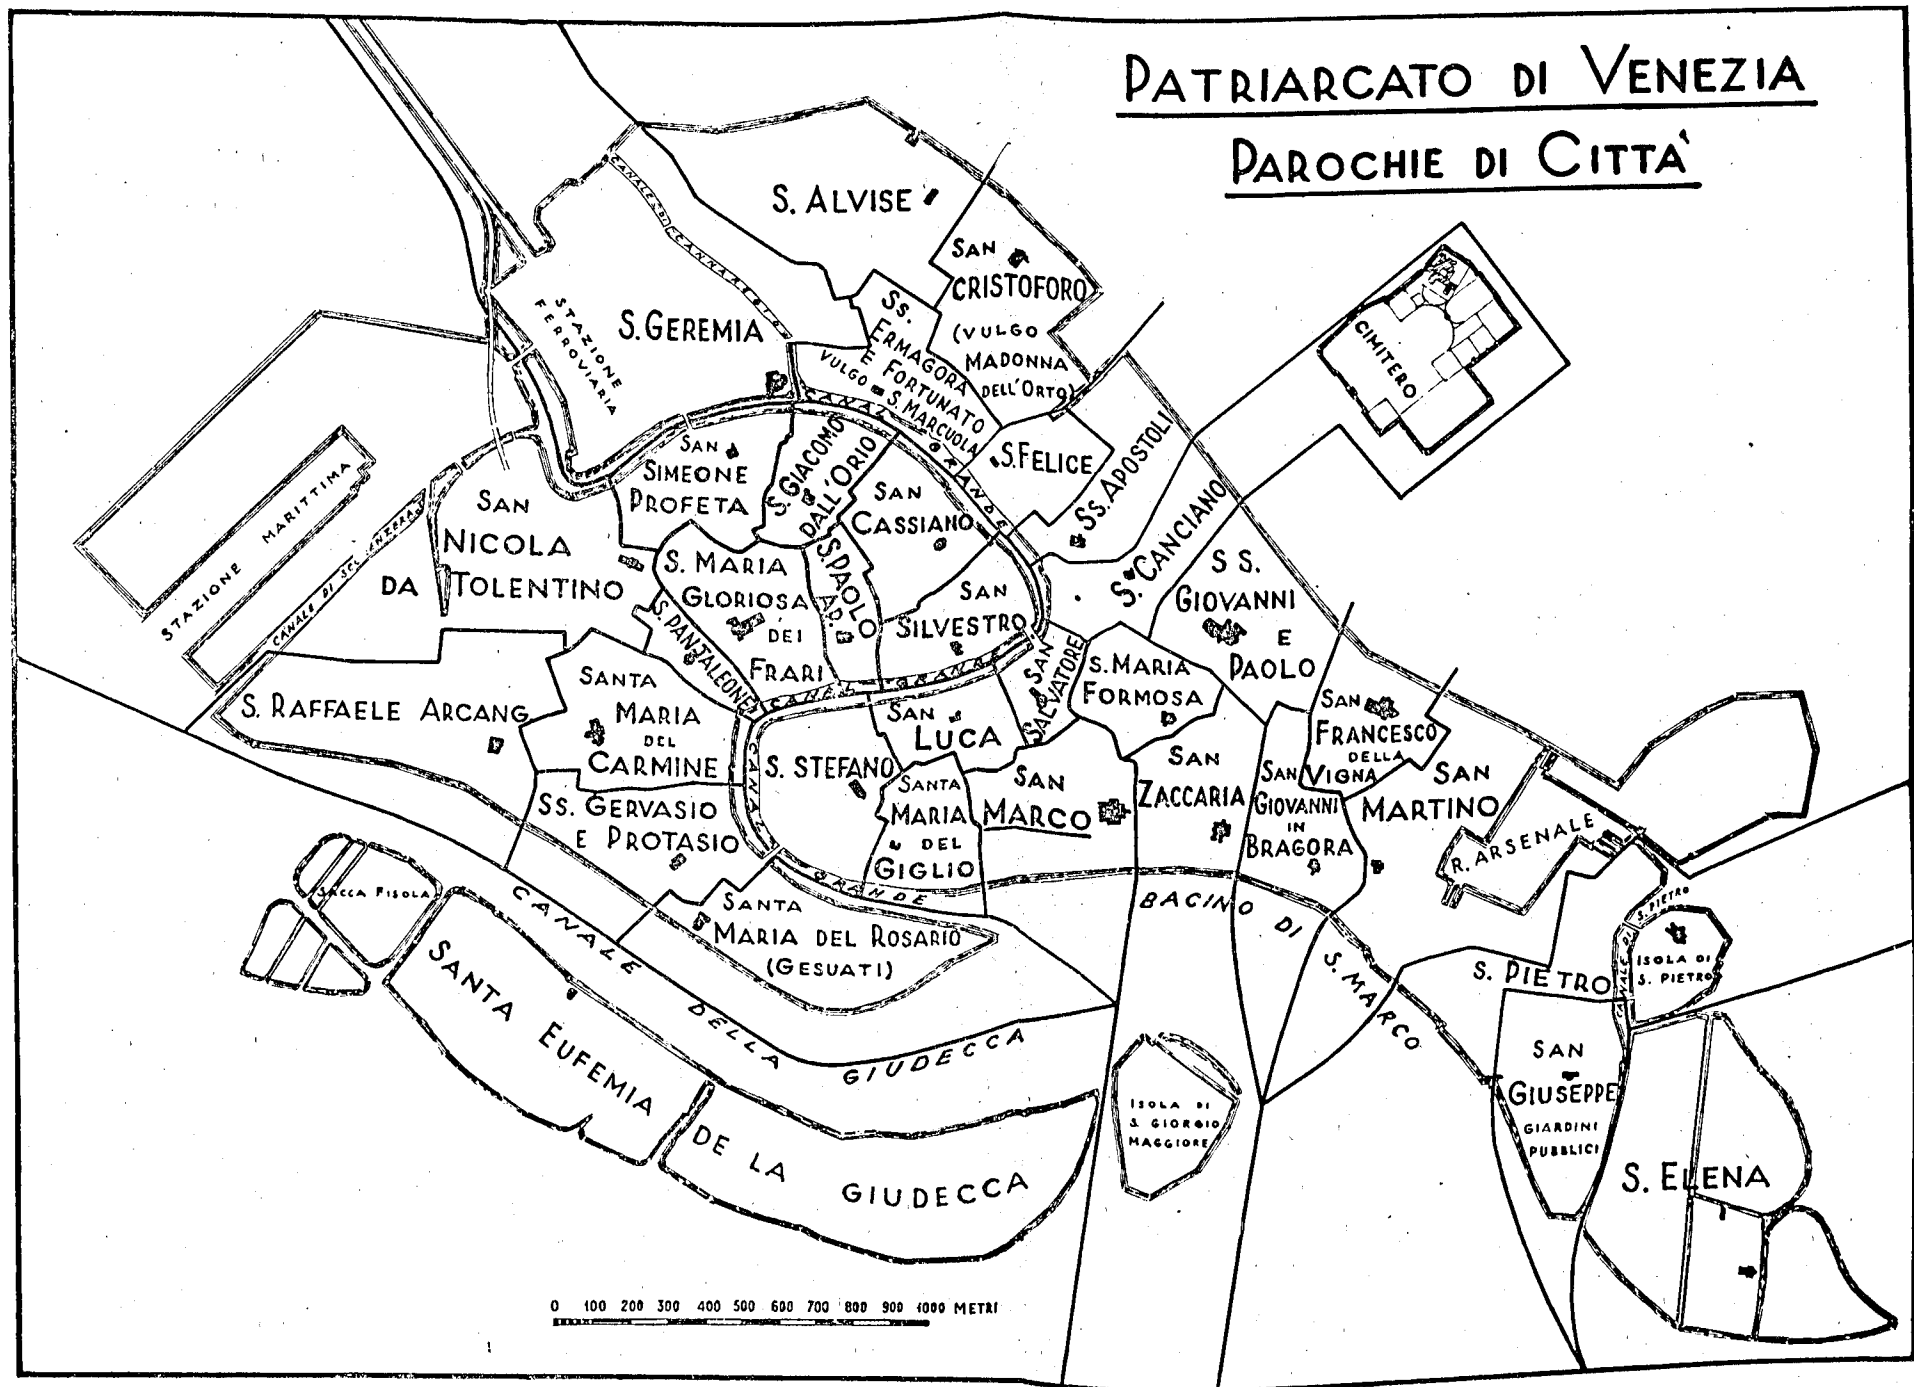 PATRIARCATO DI VENEZIA
PAROCHIE DI CITTÀ
S. ALVISE
SAN
CRISTOFORO
(VULGO
MADONNA
DELL'ORTO)
CANALE DI CANNAREGIO
S. GEREMIA
STAZIONE
FERROVIARIA
SS.
ERMAGORA
E FORTUNATO
VULGO S. MARCUOLA
CIMITERO
CANAL GRANDE
S. FELICE
SS. APOSTOLI
SAN
SIMEONE
PROFETA
S. GIACOMO
DALL'ORIO
SAN
CASSIANO
STAZIONE MARITTIMA
CANALE DI
SAN
NICOLA
DA TOLENTINO
S. MARIA
GLORIOSA
DEI
FRARI
S. PAOLO
AP.
SAN
SILVESTRO
S. CANCIANO
S S.
GIOVANNI
E
PAOLO
S. PANTALEONE
CANEL GRANDE
SAN
SALVATORE
S. MARIA
FORMOSA
S. RAFFAELE ARCANG
SANTA
MARIA
DEL
CARMINE
SAN
LUCA
SAN
FRANCESCO
DELLA
VIGNA
CANAL
S. STEFANO
SANTA
MARIA
DEL
GIGLIO
SAN
MARCO
SAN
ZACCARIA
SAN
GIOVANNI
IN
BRAGORA
SAN
MARTINO
R. ARSENALE
SS. GERVASIO
E PROTASIO
GRANDE
SACCA FISOLA
SANTA
MARIA DEL ROSARIO
(GESUATI)
BACINO DI S. MARCO
S. PIETRO
CANALE DI S. PIETRO
ISOLA DI
S. PIETRO
CANALE DELLA GIUDECCA
SANTA EUFEMIA
DE LA GIUDECCA
ISOLA DI
S. GIORGIO
MAGGIORE
SAN
GIUSEPPE
GIARDINI
PUBBLICI
S. ELENA
0 100 200 300 400 500 600 700 800 900 1000 METRI